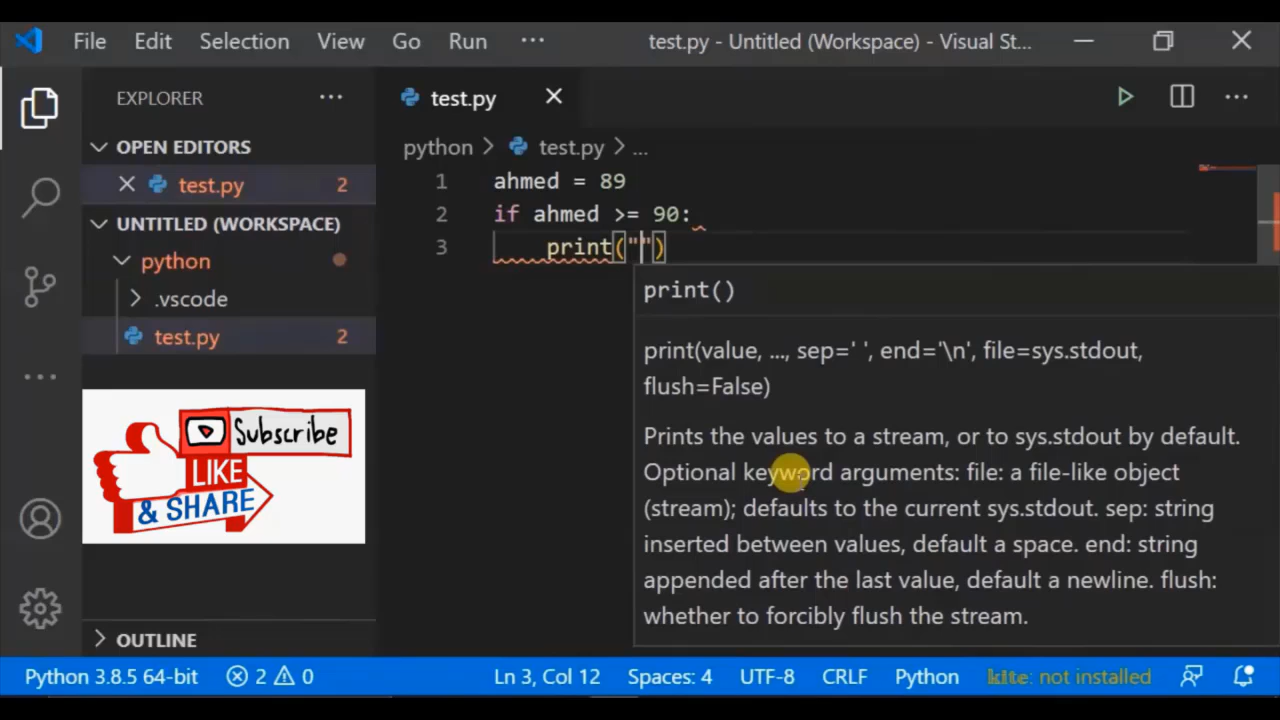 File Edit Selection View Go Run ··· test.py - Untitled (Workspace) - Visual St...
EXPLORER ···
test.py
OPEN EDITORS
test.py 2
UNTITLED (WORKSPACE)
python
.vscode
test.py 2
python > test.py > ...
1 ahmed = 89
2 if ahmed >= 90:
3 print("")
print()
print(value, ..., sep=' ', end='\n', file=sys.stdout,
flush=False)
Prints the values to a stream, or to sys.stdout by default.
Optional keyword arguments: file: a file-like object
(stream); defaults to the current sys.stdout. sep: string
inserted between values, default a space. end: string
appended after the last value, default a newline. flush:
whether to forcibly flush the stream.
Subscribe
LIKE
& SHARE
OUTLINE
Python 3.8.5 64-bit 2 0 Ln 3, Col 12 Spaces: 4 UTF-8 CRLF Python kite: not installed